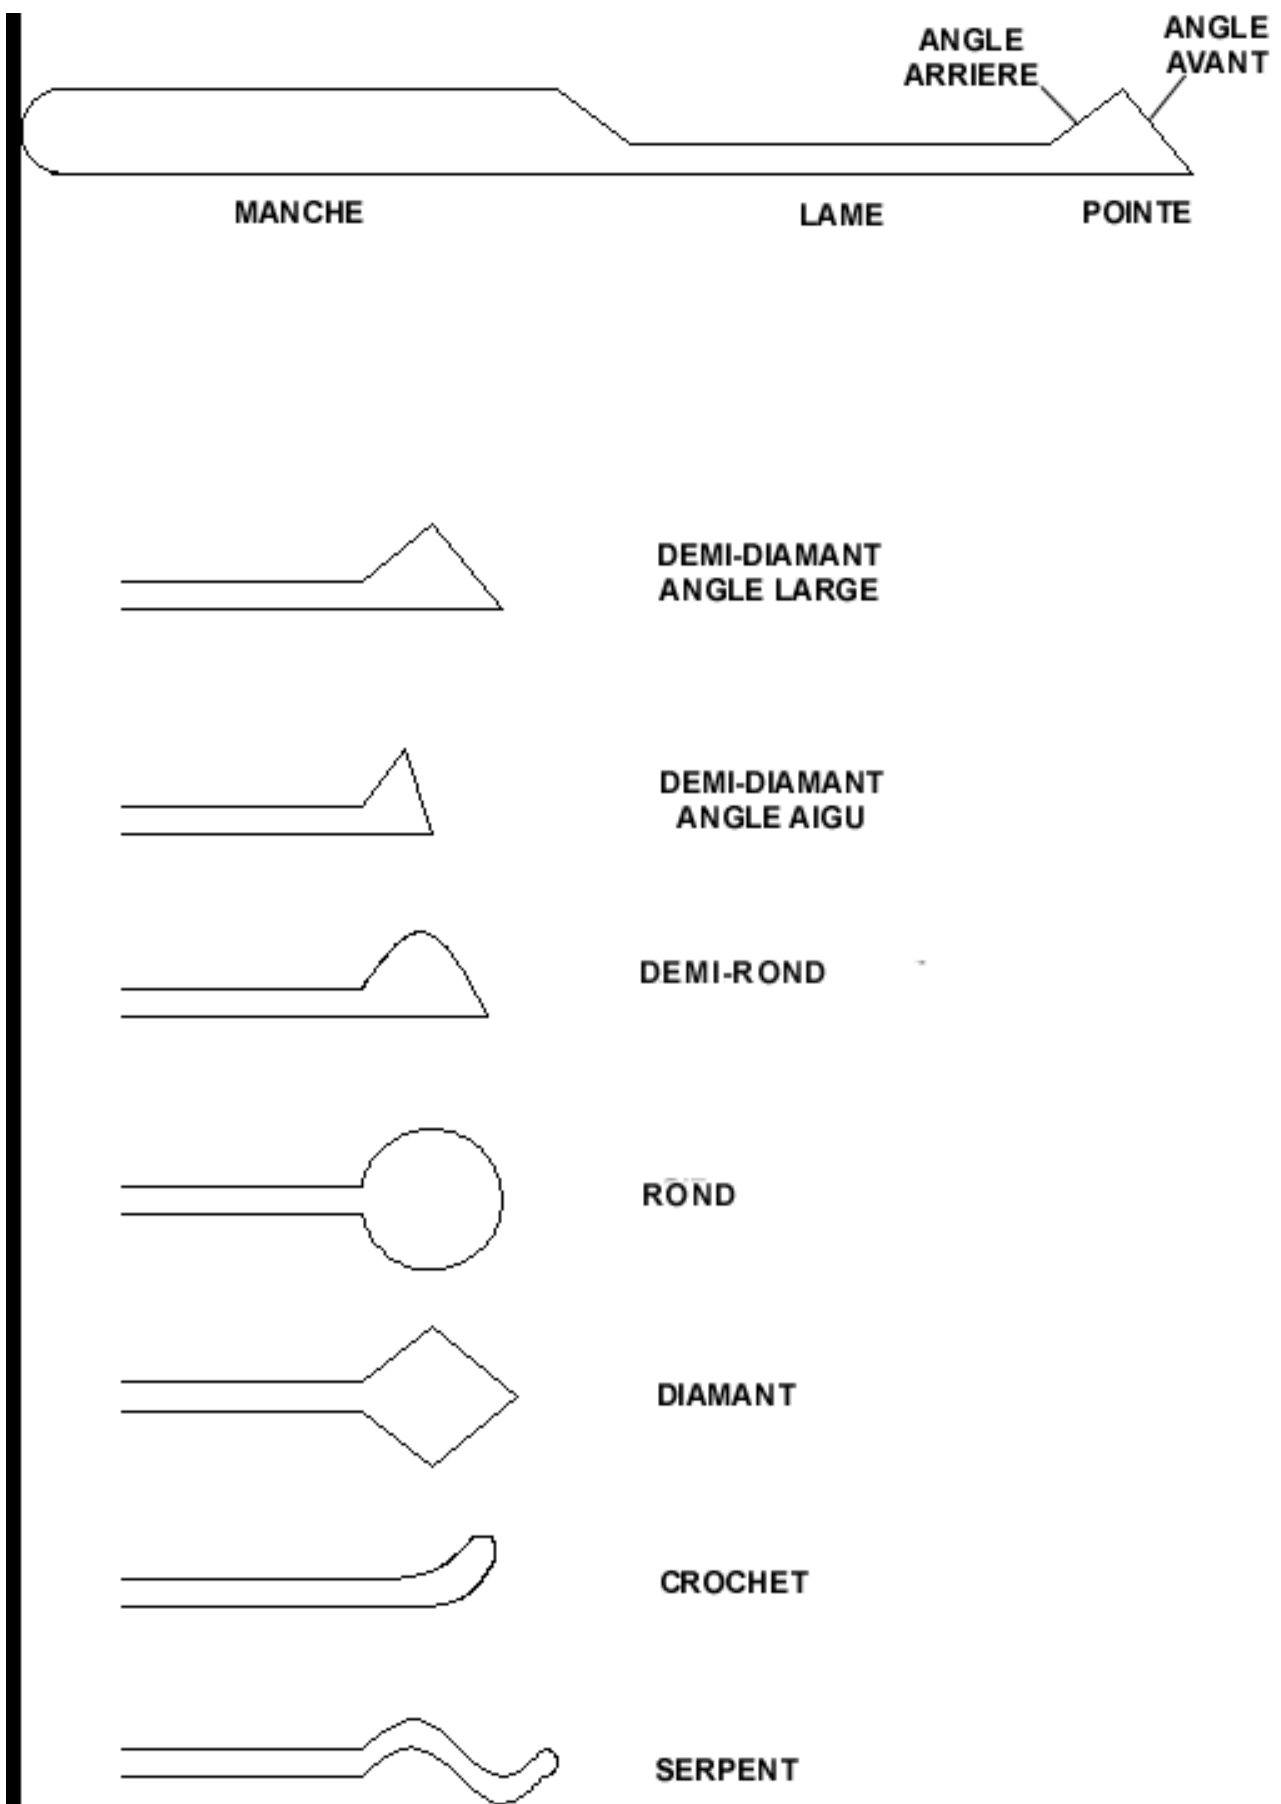 ANGLE
ARRIERE
ANGLE
AVANT
MANCHE
LAME
POINTE
DEMI-DIAMANT
ANGLE LARGE
DEMI-DIAMANT
ANGLE AIGU
DEMI-ROND
ROND
DIAMANT
CROCHET
SERPENT